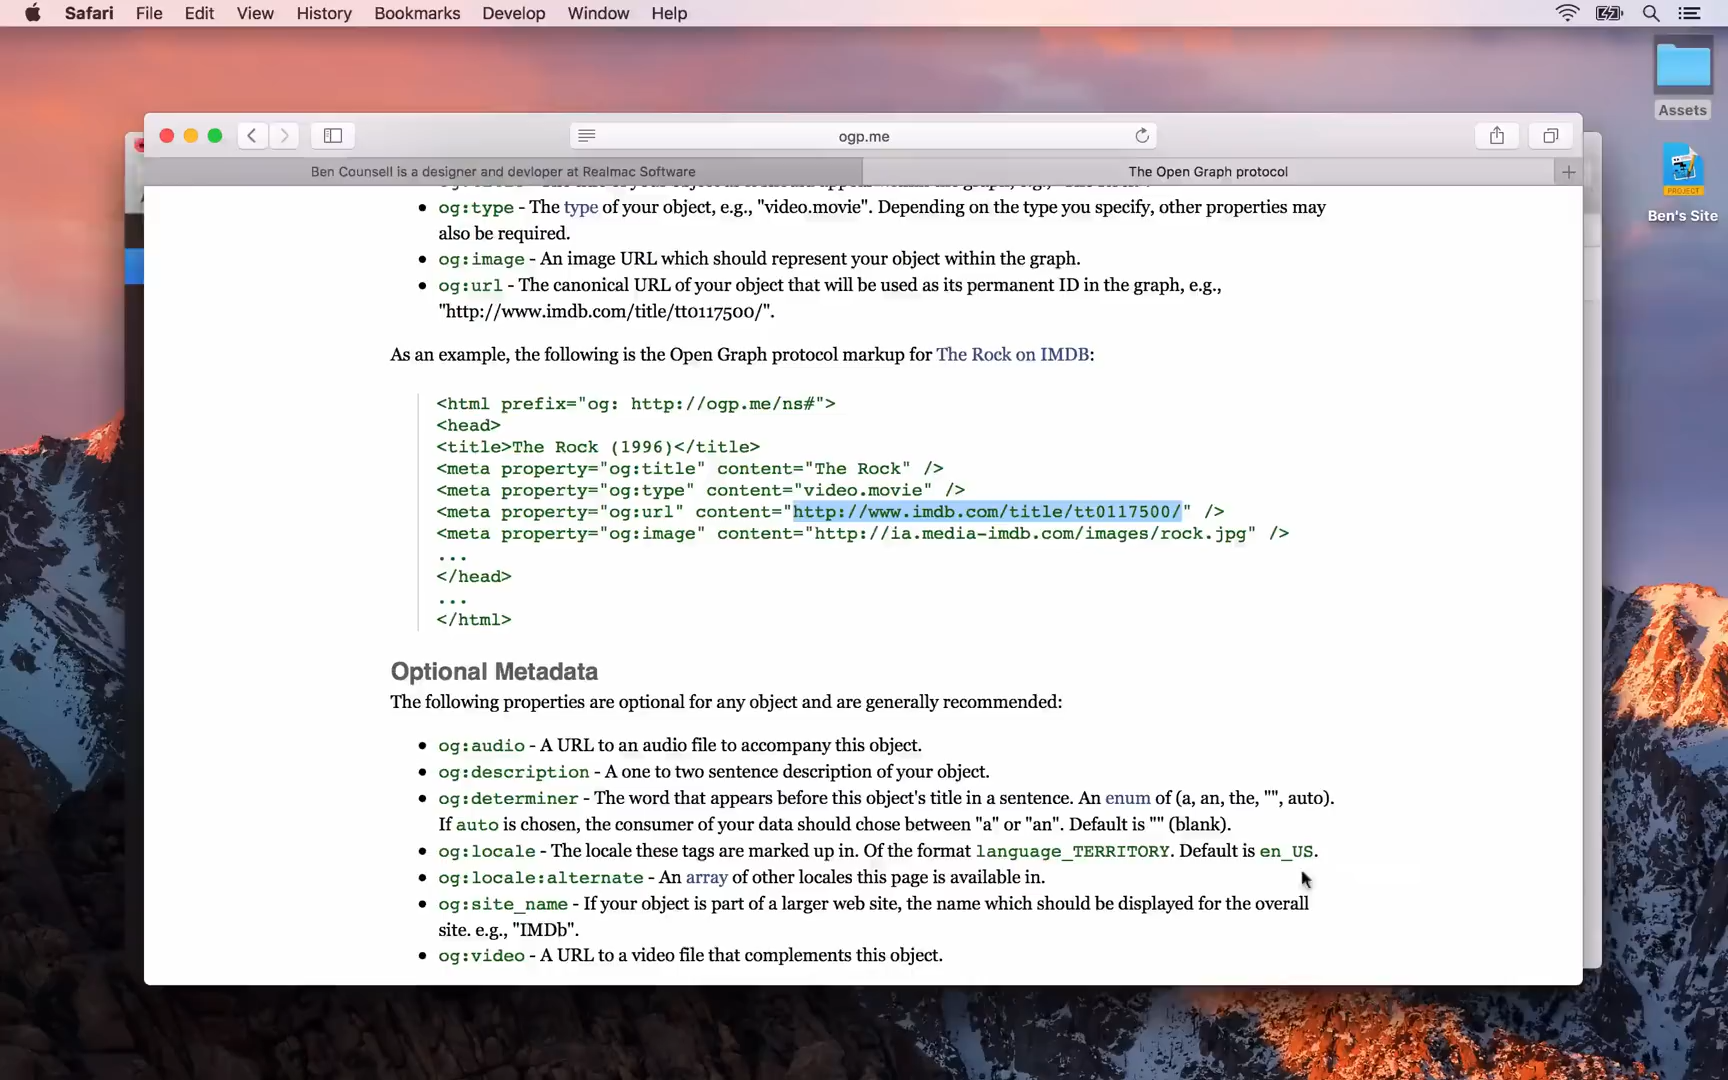 Safari File Edit View History Bookmarks Develop Window Help
Assets
ogp.me
Ben Counsell is a designer and devloper at Realmac Software
The Open Graph protocol
PROJECT
Ben's Site
og:type - The type of your object, e.g., "video.movie". Depending on the type you specify, other properties may
also be required.
og:image - An image URL which should represent your object within the graph.
og:url - The canonical URL of your object that will be used as its permanent ID in the graph, e.g.,
"http://www.imdb.com/title/tt0117500/".
As an example, the following is the Open Graph protocol markup for The Rock on IMDB:
<html prefix="og: http://ogp.me/ns#">
<head>
<title>The Rock (1996)</title>
<meta property="og:title" content="The Rock" />
<meta property="og:type" content="video.movie" />
<meta property="og:url" content="http://www.imdb.com/title/tt0117500/" />
<meta property="og:image" content="http://ia.media-imdb.com/images/rock.jpg" />
...
</head>
...
</html>
Optional Metadata
The following properties are optional for any object and are generally recommended:
og:audio - A URL to an audio file to accompany this object.
og:description - A one to two sentence description of your object.
og:determiner - The word that appears before this object's title in a sentence. An enum of (a, an, the, "", auto).
If auto is chosen, the consumer of your data should chose between "a" or "an". Default is "" (blank).
og:locale - The locale these tags are marked up in. Of the format language_TERRITORY. Default is en_US.
og:locale:alternate - An array of other locales this page is available in.
og:site_name - If your object is part of a larger web site, the name which should be displayed for the overall
site. e.g., "IMDb".
og:video - A URL to a video file that complements this object.